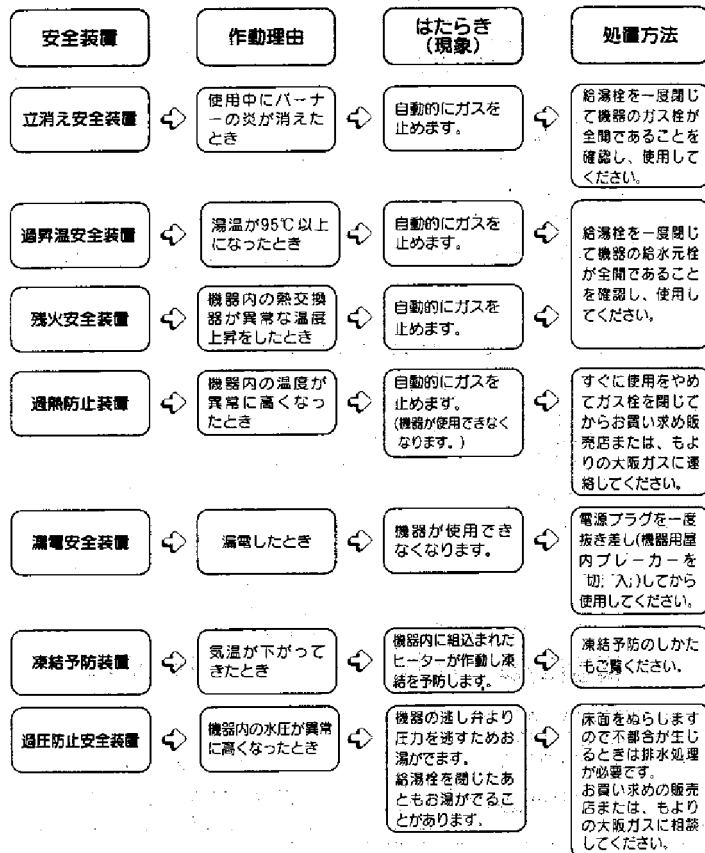 安全装置
作動理由
はたらき
(現象)
処置方法
立消え安全装置
使用中にバーナ
ーの炎が消えた
とき
自動的にガスを
止めます。
給湯栓を一度閉じ
て機器のガス栓が
全開であることを
確認し、使用して
ください。
過昇温安全装置
湯温が95℃以上
になったとき
自動的にガスを
止めます。
給湯栓を一度閉じ
て機器の給水元栓
が全開であること
を確認し、使用し
てください。
残火安全装置
機器内の熱交換
器が異常な温度
上昇をしたとき
自動的にガスを
止めます。
過熱防止装置
機器内の温度が
異常に高くなっ
たとき
自動的にガスを
止めます。
(機器が使用できなく
なります。)
すぐに使用をやめ
てガス栓を閉じて
からお買い求め販
売店または、もよ
りの大阪ガスに連
絡してください。
漏電安全装置
漏電したとき
機器が使用でき
なくなります。
電源プラグを一度
抜き差し(機器用屋
内ブレーカーを
「切」「入」)してから
使用してください。
凍結予防装置
気温が下がって
きたとき
機器内に組込まれた
ヒーターが作動し凍
結を予防します。
凍結予防のしかた
もご覧ください。
過圧防止安全装置
機器内の水圧が異常
に高くなったとき
機器の逃し弁より
圧力を逃すためお
湯がでます。
給湯栓を閉じたあ
ともお湯がでるこ
とがあります。
床面をぬらします
ので不都合が生じ
るときは排水処理
が必要です。
お買い求めの販売
店または、もより
の大阪ガスに相談
してください。